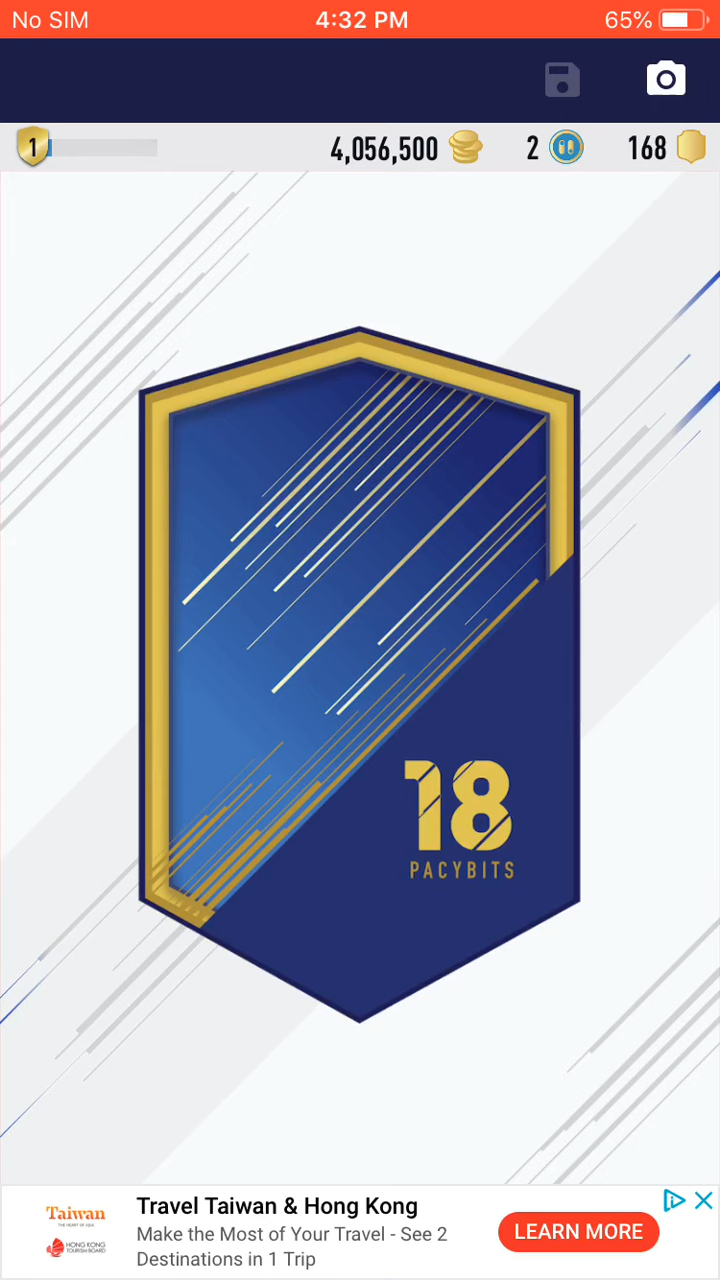 No SIM 4:32 PM 65%
1 4,056,500 2 168
18
PACYBITS
Taiwan
THE HEART OF ASIA
HONG KONG
TOURISM BOARD
Travel Taiwan & Hong Kong
Make the Most of Your Travel - See 2
Destinations in 1 Trip
LEARN MORE